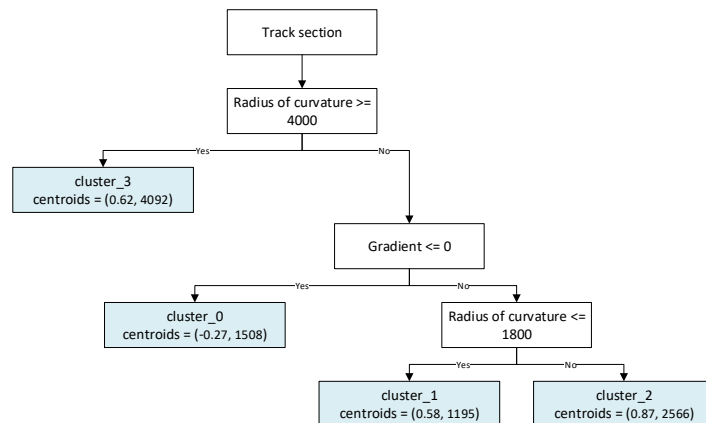 Track section
Radius of curvature >=
4000
Yes
No
cluster_3
centroids = (0.62, 4092)
Gradient <= 0
Yes
No
cluster_0
centroids = (-0.27, 1508)
Radius of curvature <=
1800
Yes
No
cluster_1
centroids = (0.58, 1195)
cluster_2
centroids = (0.87, 2566)